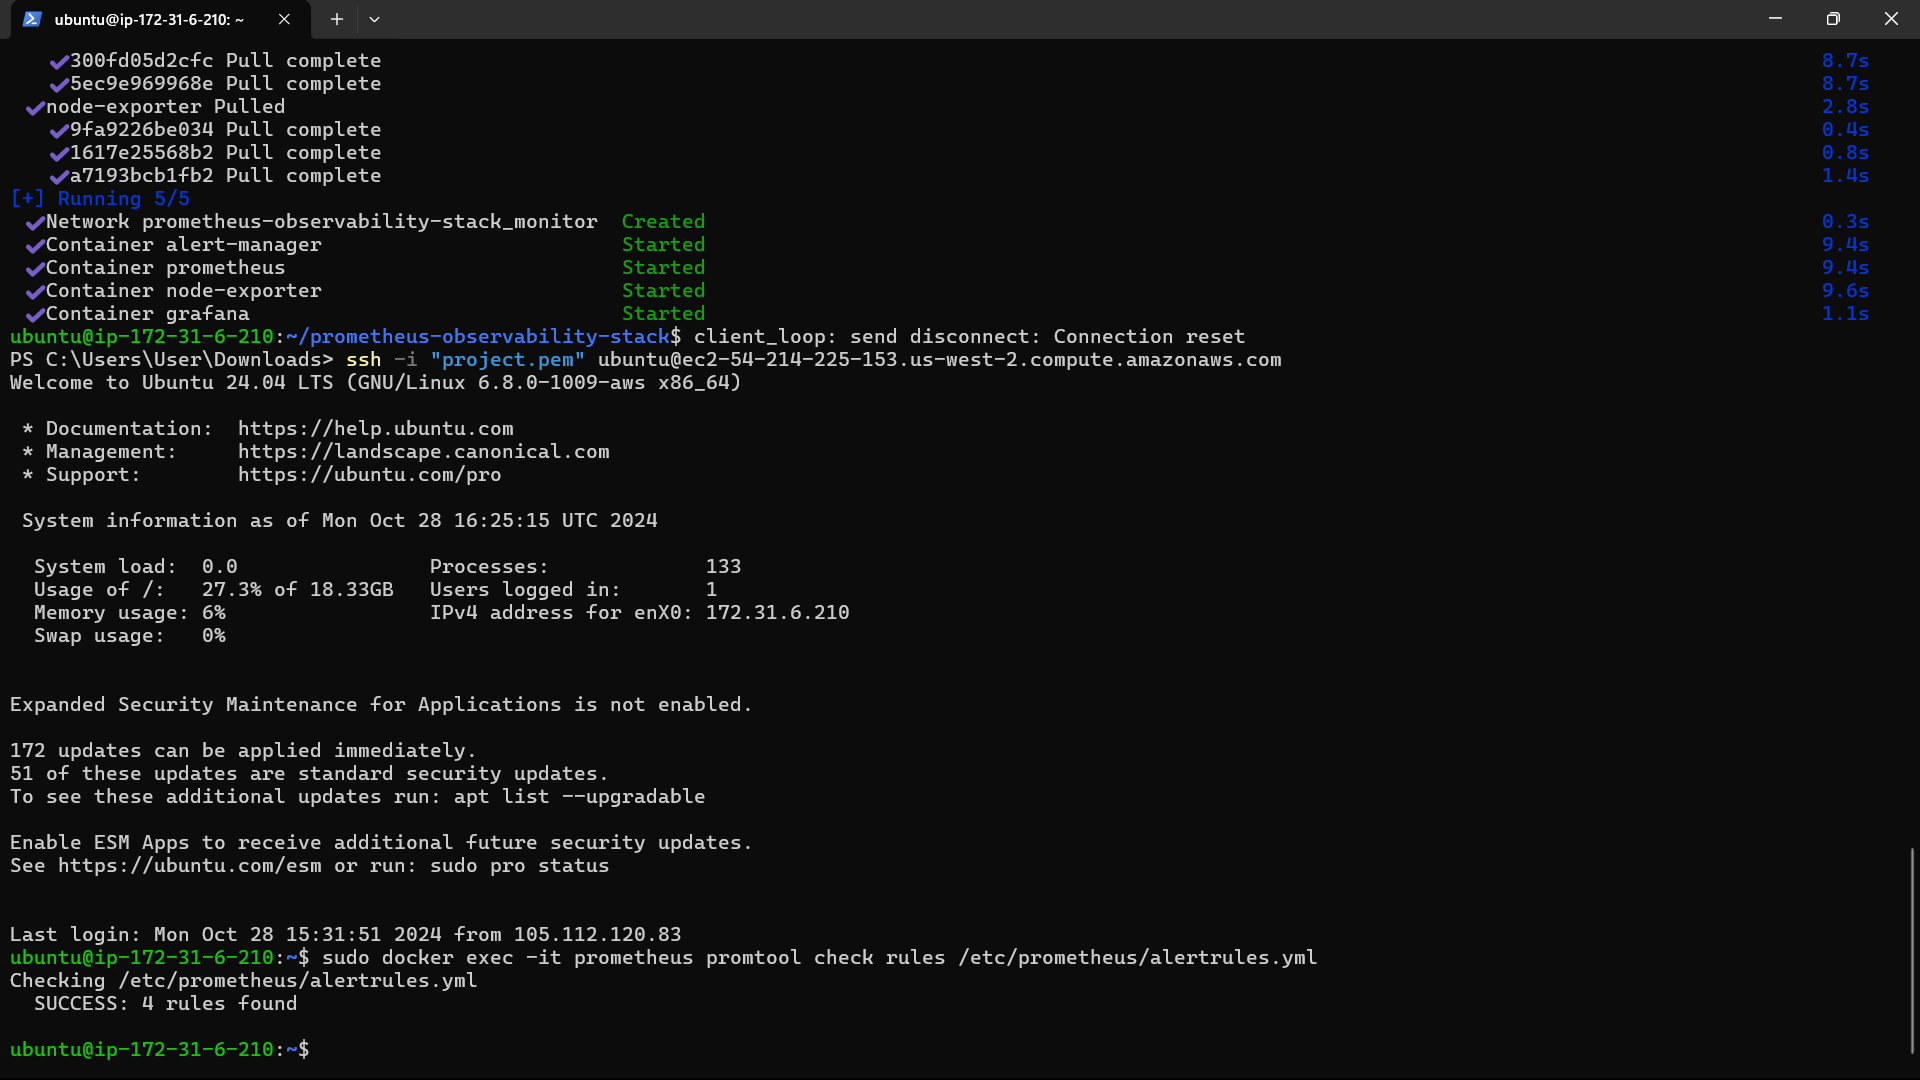 ubuntu@ip-172-31-6-210: ~
300fd05d2cfc Pull complete 8.7s
5ec9e969968e Pull complete 8.7s
node-exporter Pulled 2.8s
9fa9226be034 Pull complete 0.4s
1617e25568b2 Pull complete 0.8s
a7193bcb1fb2 Pull complete 1.4s
[+] Running 5/5
Network prometheus-observability-stack_monitor Created 0.3s
Container alert-manager Started 9.4s
Container prometheus Started 9.4s
Container node-exporter Started 9.6s
Container grafana Started 1.1s
ubuntu@ip-172-31-6-210:~/prometheus-observability-stack$ client_loop: send disconnect: Connection reset
PS C:\Users\User\Downloads> ssh -i "project.pem" ubuntu@ec2-54-214-225-153.us-west-2.compute.amazonaws.com
Welcome to Ubuntu 24.04 LTS (GNU/Linux 6.8.0-1009-aws x86_64)
* Documentation: https://help.ubuntu.com
* Management: https://landscape.canonical.com
* Support: https://ubuntu.com/pro
System information as of Mon Oct 28 16:25:15 UTC 2024
System load: 0.0 Processes: 133
Usage of /: 27.3% of 18.33GB Users logged in: 1
Memory usage: 6% IPv4 address for enX0: 172.31.6.210
Swap usage: 0%
Expanded Security Maintenance for Applications is not enabled.
172 updates can be applied immediately.
51 of these updates are standard security updates.
To see these additional updates run: apt list --upgradable
Enable ESM Apps to receive additional future security updates.
See https://ubuntu.com/esm or run: sudo pro status
Last login: Mon Oct 28 15:31:51 2024 from 105.112.120.83
ubuntu@ip-172-31-6-210:~$ sudo docker exec -it prometheus promtool check rules /etc/prometheus/alertrules.yml
Checking /etc/prometheus/alertrules.yml
SUCCESS: 4 rules found
ubuntu@ip-172-31-6-210:~$